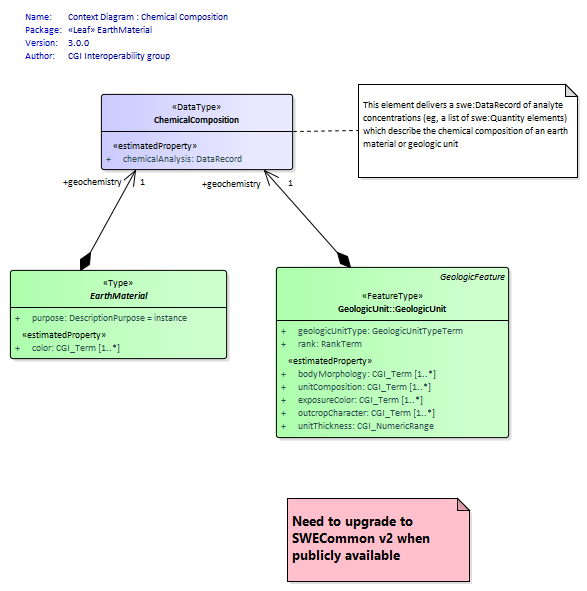 Name: Context Diagram : Chemical Composition
Package: «Leaf» EarthMaterial
Version: 3.0.0
Author: CGI Interoperability group
«DataType»
ChemicalComposition
«estimatedProperty»
+ chemicalAnalysis: DataRecord
This element delivers a swe:DataRecord of analyte
concentrations (eg, a list of swe:Quantity elements)
which describe the chemical composition of an earth
material or geologic unit
+geochemistry 1
+geochemistry 1
«Type»
EarthMaterial
+ purpose: DescriptionPurpose = instance
«estimatedProperty»
+ color: CGI_Term [1..*]
GeologicFeature
«FeatureType»
GeologicUnit::GeologicUnit
+ geologicUnitType: GeologicUnitTypeTerm
+ rank: RankTerm
«estimatedProperty»
+ bodyMorphology: CGI_Term [1..*]
+ unitComposition: CGI_Term [1..*]
+ exposureColor: CGI_Term [1..*]
+ outcropCharacter: CGI_Term [1..*]
+ unitThickness: CGI_NumericRange
Need to upgrade to
SWECommon v2 when
publicly available